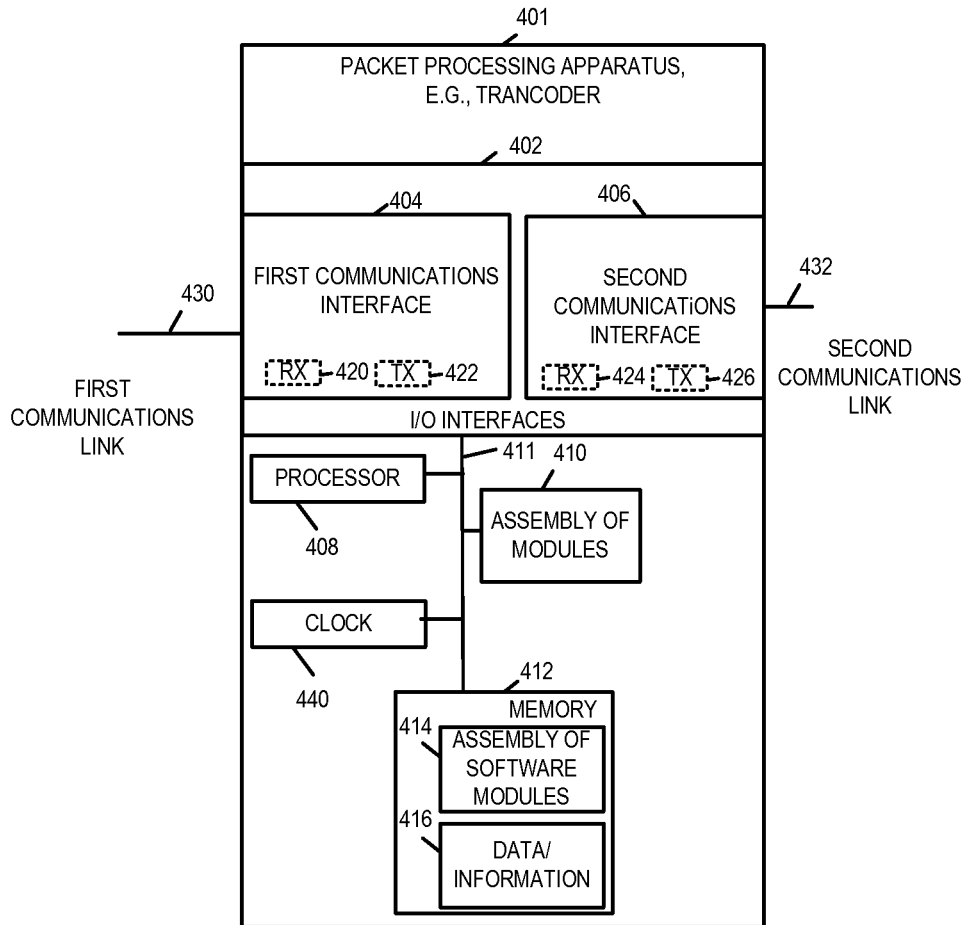 401
PACKET PROCESSING APPARATUS,
E.G., TRANCODER
402
404
406
FIRST COMMUNICATIONS
INTERFACE
SECOND
COMMUNICATiONS
INTERFACE
430
432
RX 420 TX 422
RX 424 TX 426
FIRST
COMMUNICATIONS
LINK
SECOND
COMMUNICATIONS
LINK
I/O INTERFACES
411
410
PROCESSOR
408
ASSEMBLY OF
MODULES
CLOCK
440
412
MEMORY
414
ASSEMBLY OF
SOFTWARE
MODULES
416
DATA/
INFORMATION